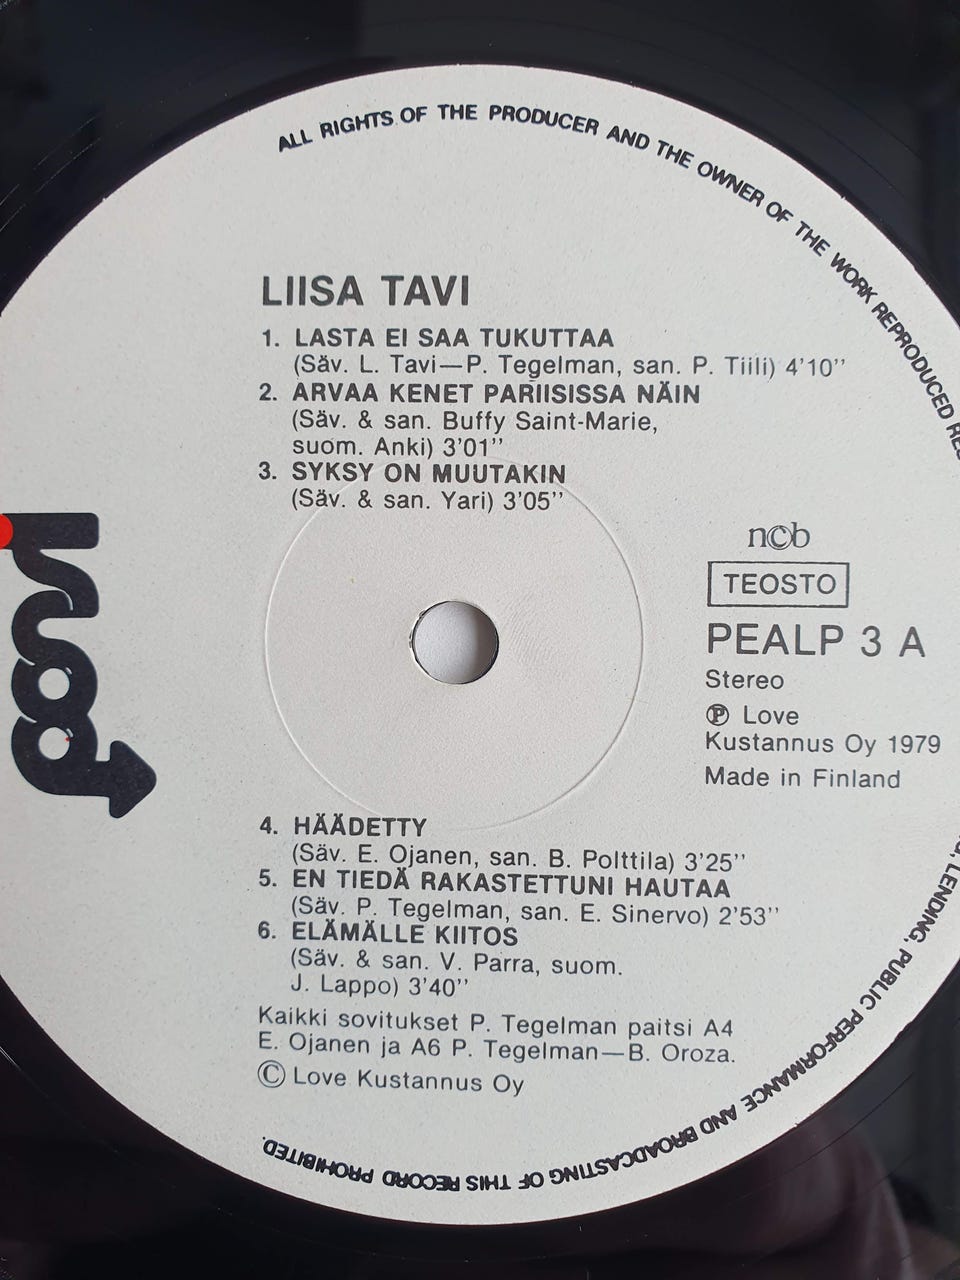 ALL RIGHTS OF THE PRODUCER AND THE OWNER OF THE WORK REPRODUCED
LIISA TAVI
1. LASTA EI SAA TUKUTTAA
(Säv. L. Tavi—P. Tegelman, san. P. Tiili) 4'10''
2. ARVAA KENET PARIISISSA NÄIN
(Säv. & san. Buffy Saint-Marie,
suom. Anki) 3'01''
3. SYKSY ON MUUTAKIN
(Säv. & san. Yari) 3'05''
ncb
TEOSTO
PEALP 3 A
Stereo
Ⓟ Love
Kustannus Oy 1979
Made in Finland
4. HÄÄDETTY
(Säv. E. Ojanen, san. B. Polttila) 3'25''
5. EN TIEDÄ RAKASTETTUNI HAUTAA
(Säv. P. Tegelman, san. E. Sinervo) 2'53''
6. ELÄMÄLLE KIITOS
(Säv. & san. V. Parra, suom.
J. Lappo) 3'40''
Kaikki sovitukset P. Tegelman paitsi A4
E. Ojanen ja A6 P. Tegelman—B. Oroza.
© Love Kustannus Oy
LENDING, PUBLIC PERFORMANCE AND BROADCASTING OF THIS RECORD PROHIBITED.